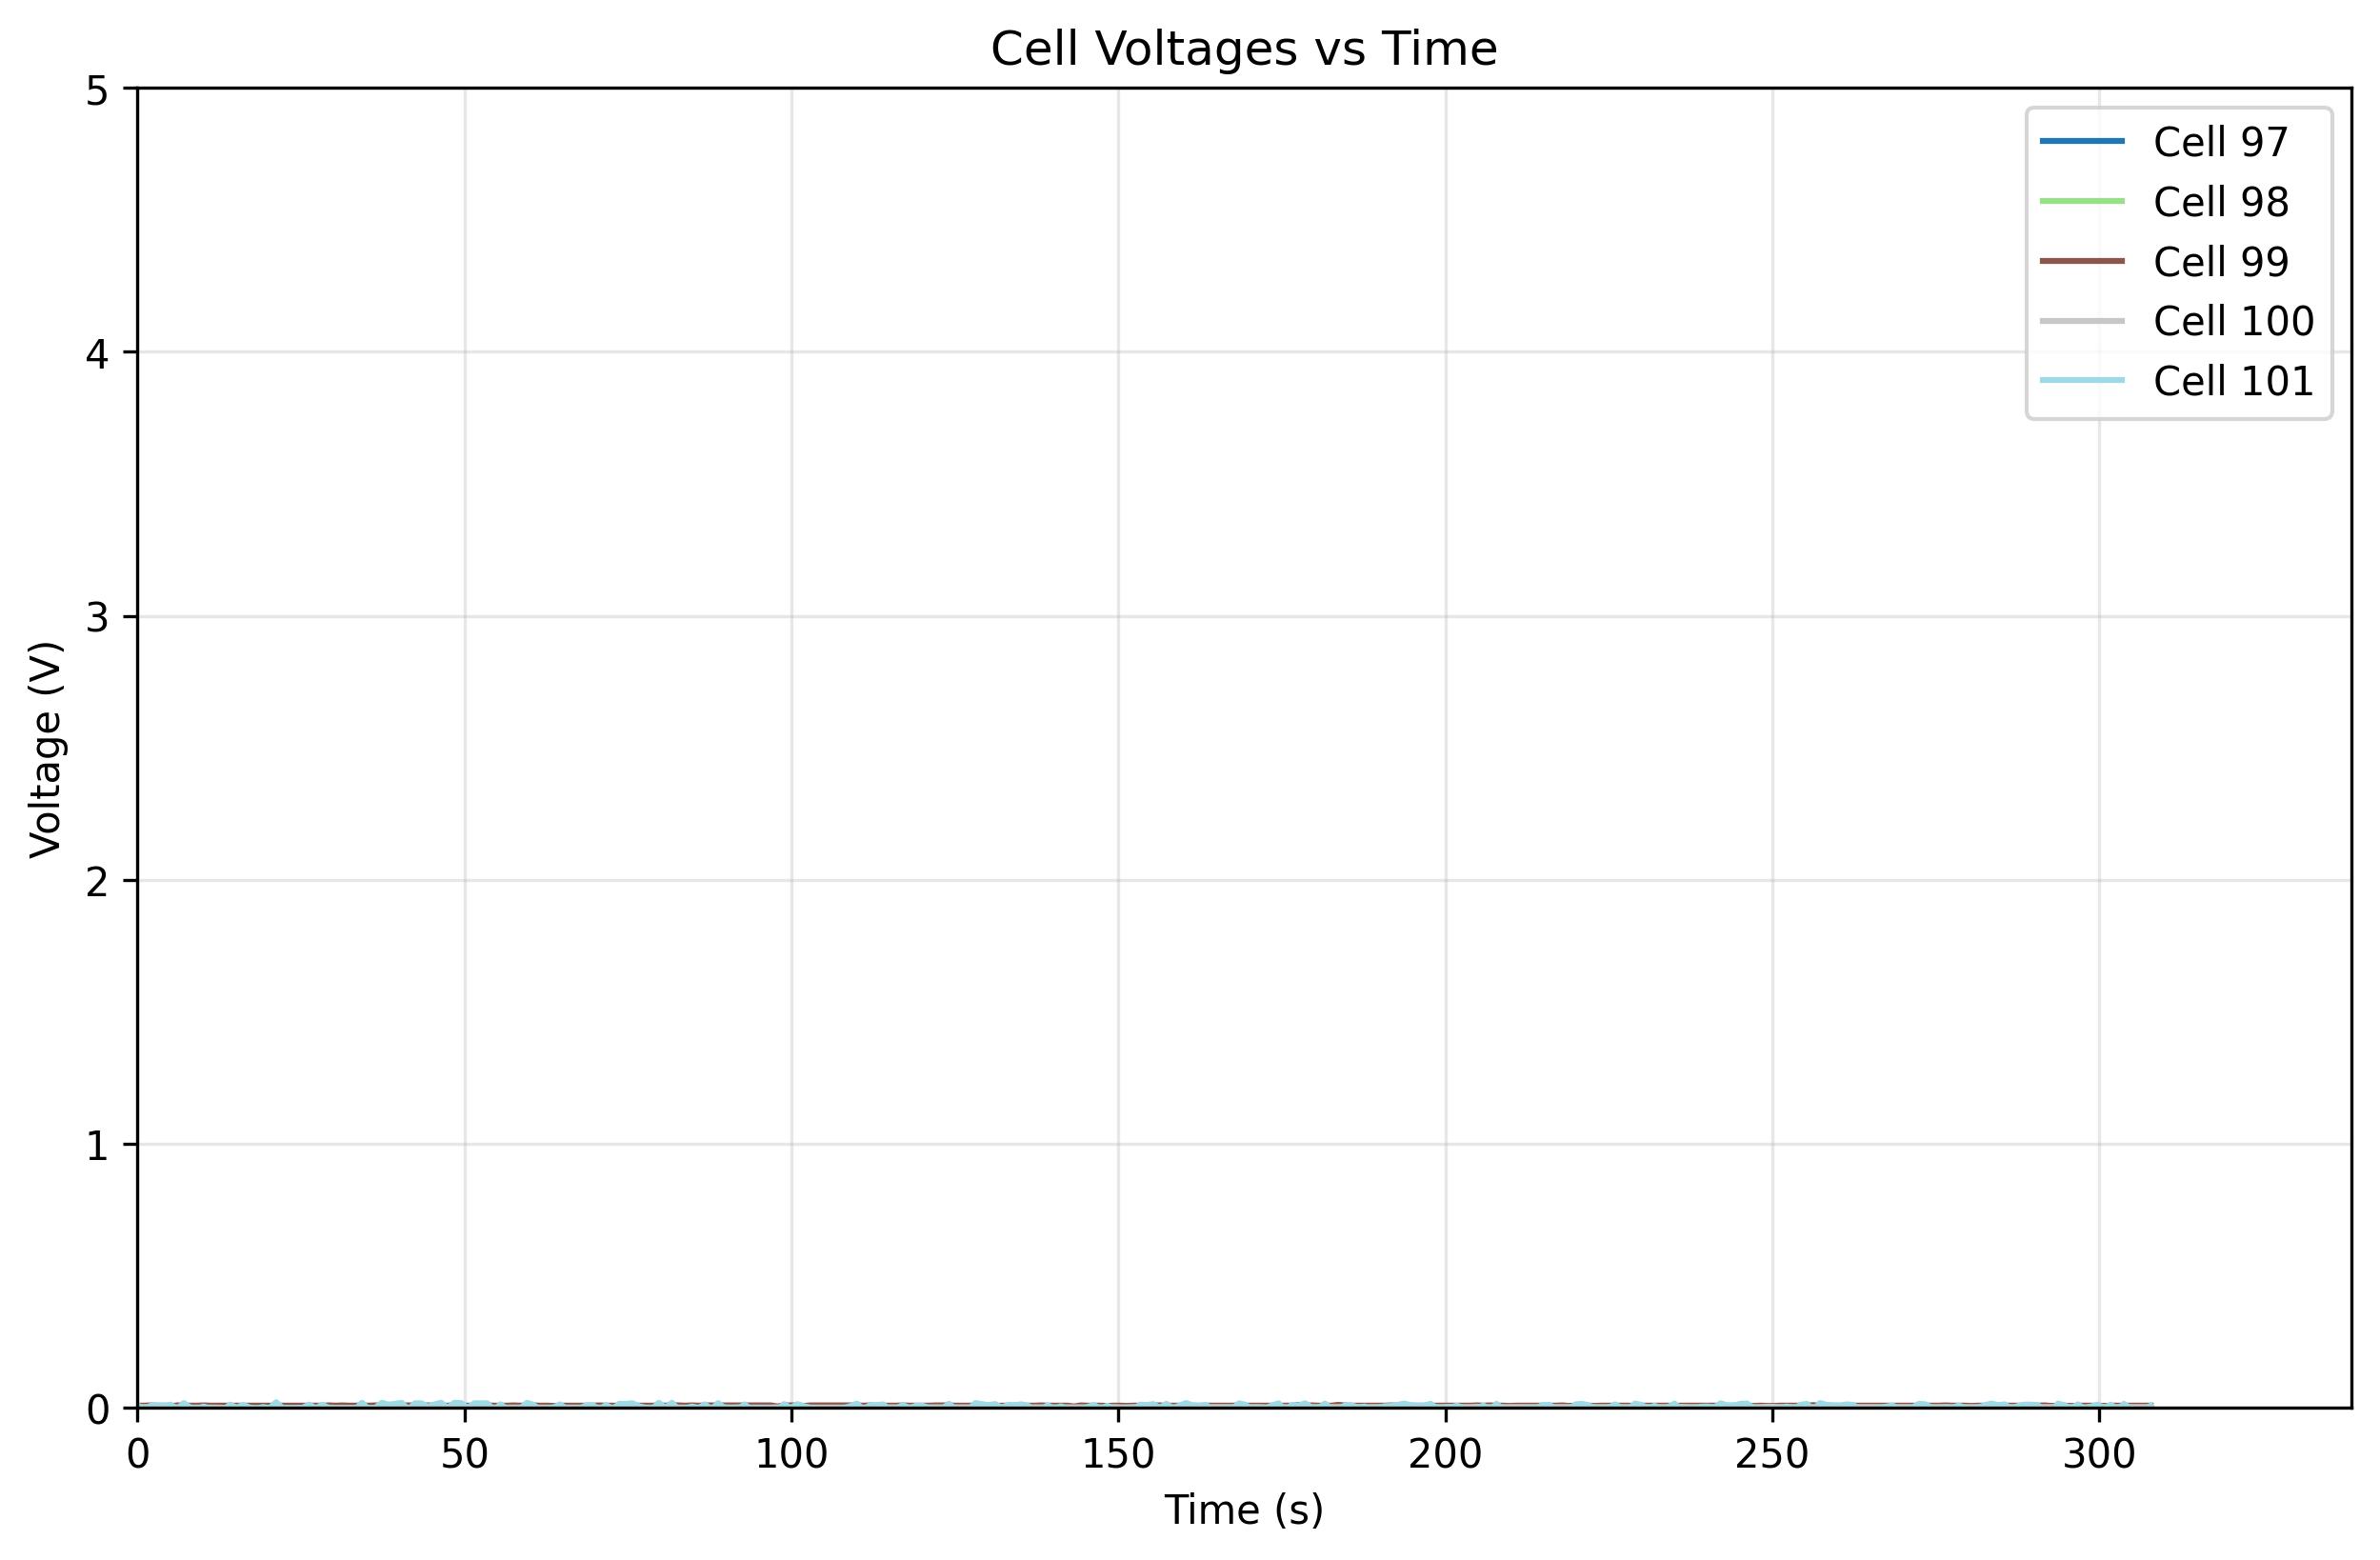 Cell Voltages vs Time
5
4
3
2
1
0
Voltage (V)
Cell 97
Cell 98
Cell 99
Cell 100
Cell 101
0 50 100 150 200 250 300
Time (s)